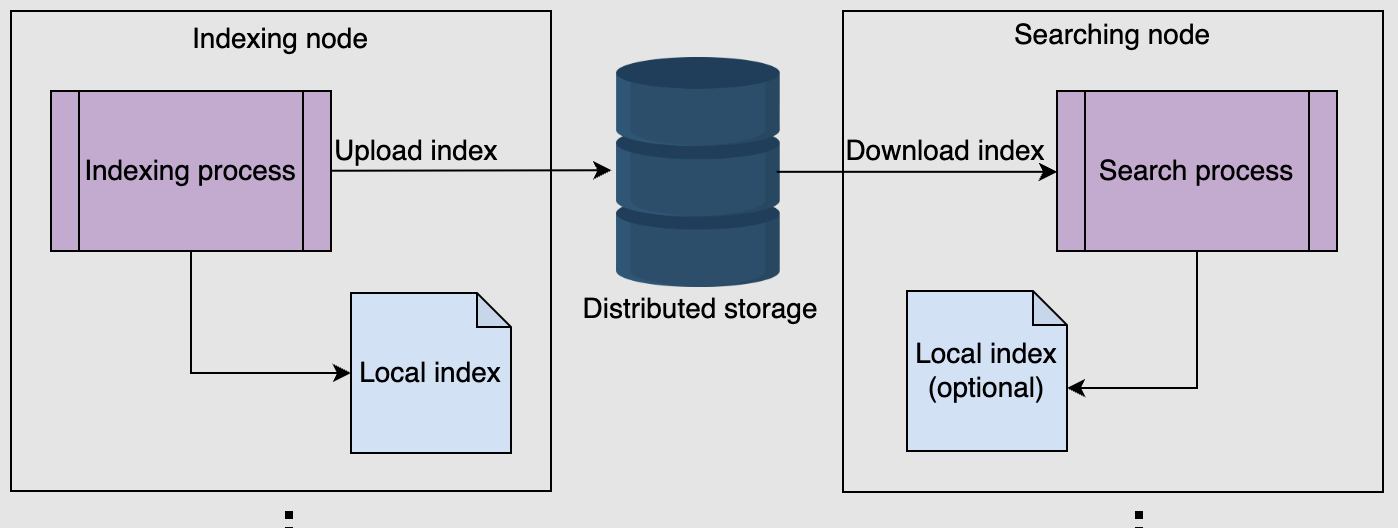 Indexing node
Indexing process
Upload index
Local index
Distributed storage
Searching node
Download index
Search process
Local index
(optional)